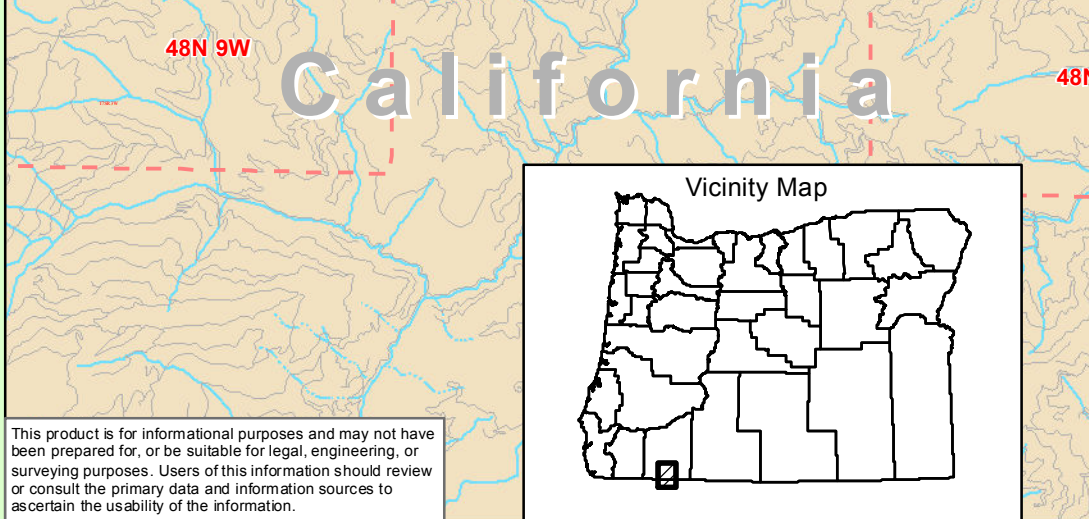 48N 9W
California
48N
Vicinity Map
This product is for informational purposes and may not have
been prepared for, or be suitable for legal, engineering, or
surveying purposes. Users of this information should review
or consult the primary data and information sources to
ascertain the usability of the information.